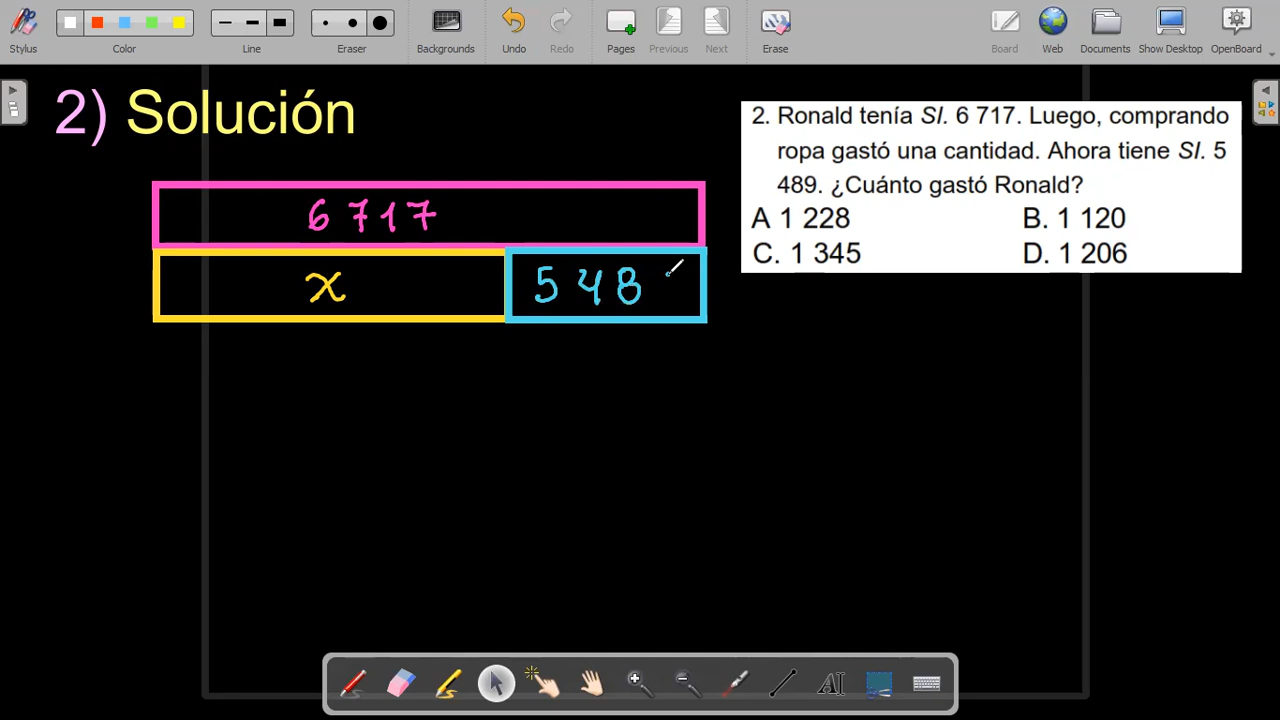 Stylus Color Line Eraser Backgrounds Undo Redo Pages Previous Next Erase Board Web Documents Show Desktop OpenBoard
2) Solución
6 717
x 5 48
2. Ronald tenía S/. 6 717. Luego, comprando
ropa gastó una cantidad. Ahora tiene S/. 5
489. ¿Cuánto gastó Ronald?
A 1 228 B. 1 120
C. 1 345 D. 1 206
AI